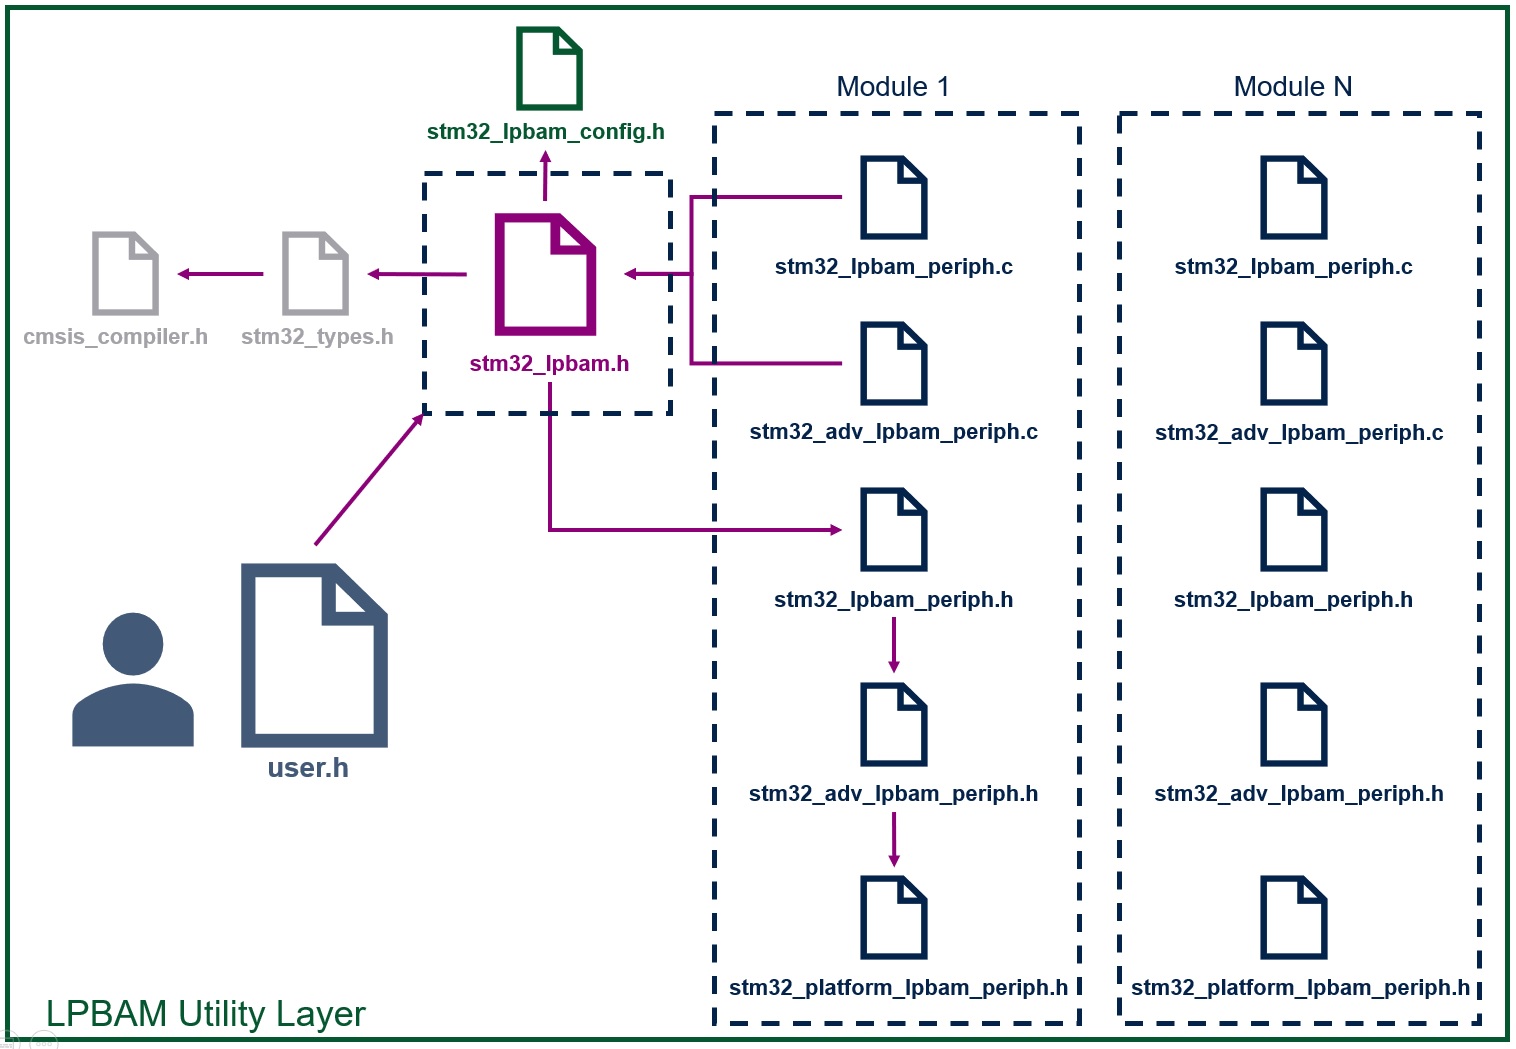 stm32_lpbam_config.h
cmsis_compiler.h
stm32_types.h
stm32_lpbam.h
user.h
Module 1
stm32_lpbam_periph.c
stm32_adv_lpbam_periph.c
stm32_lpbam_periph.h
stm32_adv_lpbam_periph.h
stm32_platform_lpbam_periph.h
Module N
stm32_lpbam_periph.c
stm32_adv_lpbam_periph.c
stm32_lpbam_periph.h
stm32_adv_lpbam_periph.h
stm32_platform_lpbam_periph.h
LPBAM Utility Layer